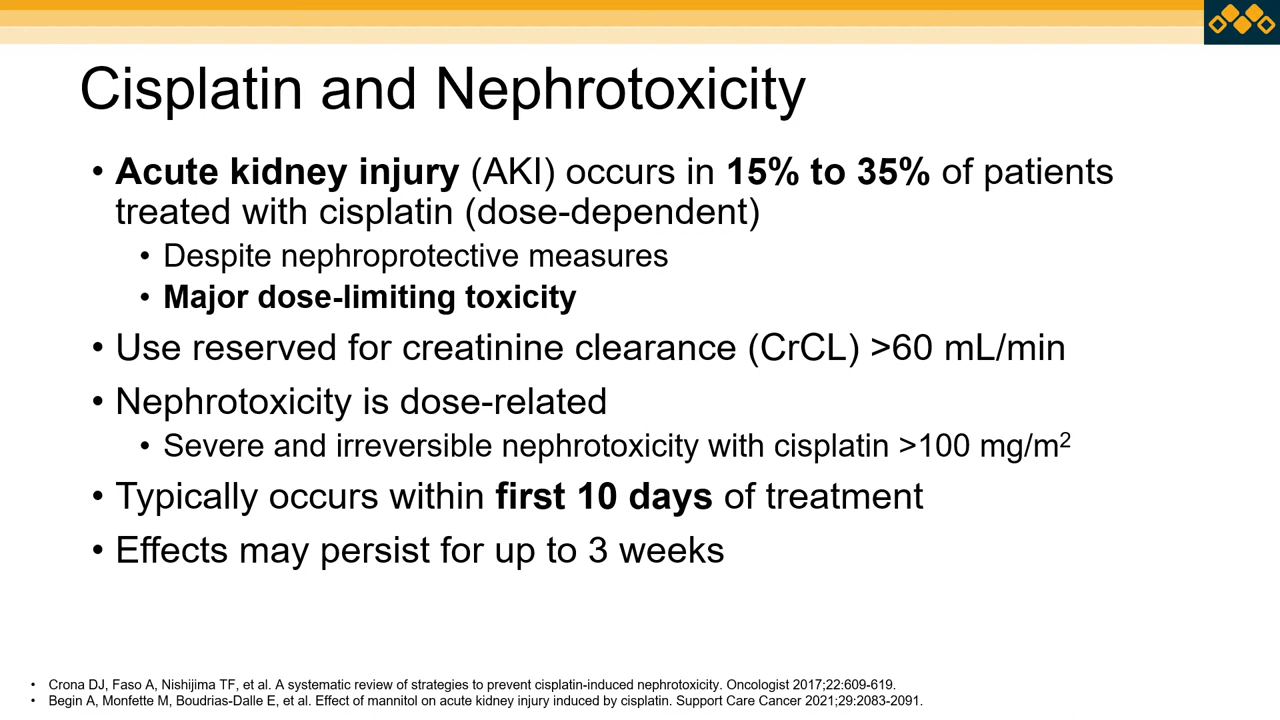 Cisplatin and Nephrotoxicity
• Acute kidney injury (AKI) occurs in 15% to 35% of patients
treated with cisplatin (dose-dependent)
• Despite nephroprotective measures
• Major dose-limiting toxicity
• Use reserved for creatinine clearance (CrCL) >60 mL/min
• Nephrotoxicity is dose-related
• Severe and irreversible nephrotoxicity with cisplatin >100 mg/m²
• Typically occurs within first 10 days of treatment
• Effects may persist for up to 3 weeks
• Crona DJ, Faso A, Nishijima TF, et al. A systematic review of strategies to prevent cisplatin-induced nephrotoxicity. Oncologist 2017;22:609-619.
• Begin A, Monfette M, Boudrias-Dalle E, et al. Effect of mannitol on acute kidney injury induced by cisplatin. Support Care Cancer 2021;29:2083-2091.